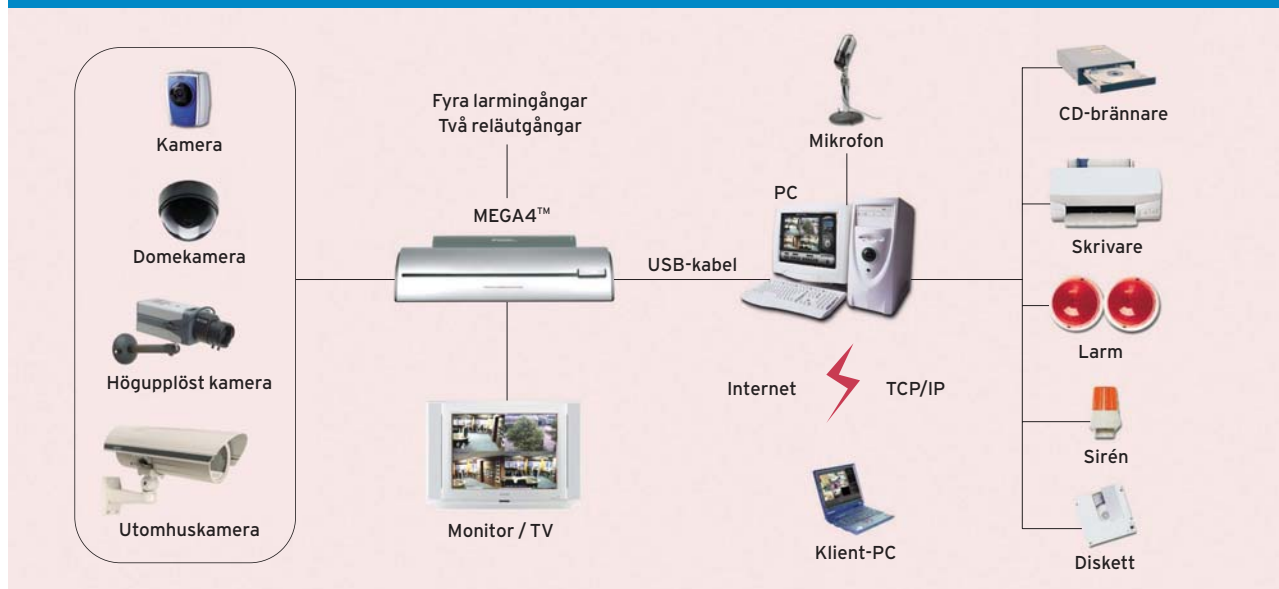 Kamera
Domekamera
Högupplöst kamera
Utomhuskamera
Fyra larmingångar
Två reläutgångar
MEGA4™
Monitor / TV
USB-kabel
Mikrofon
PC
Internet
TCP/IP
Klient-PC
CD-brännare
Skrivare
Larm
Sirén
Diskett